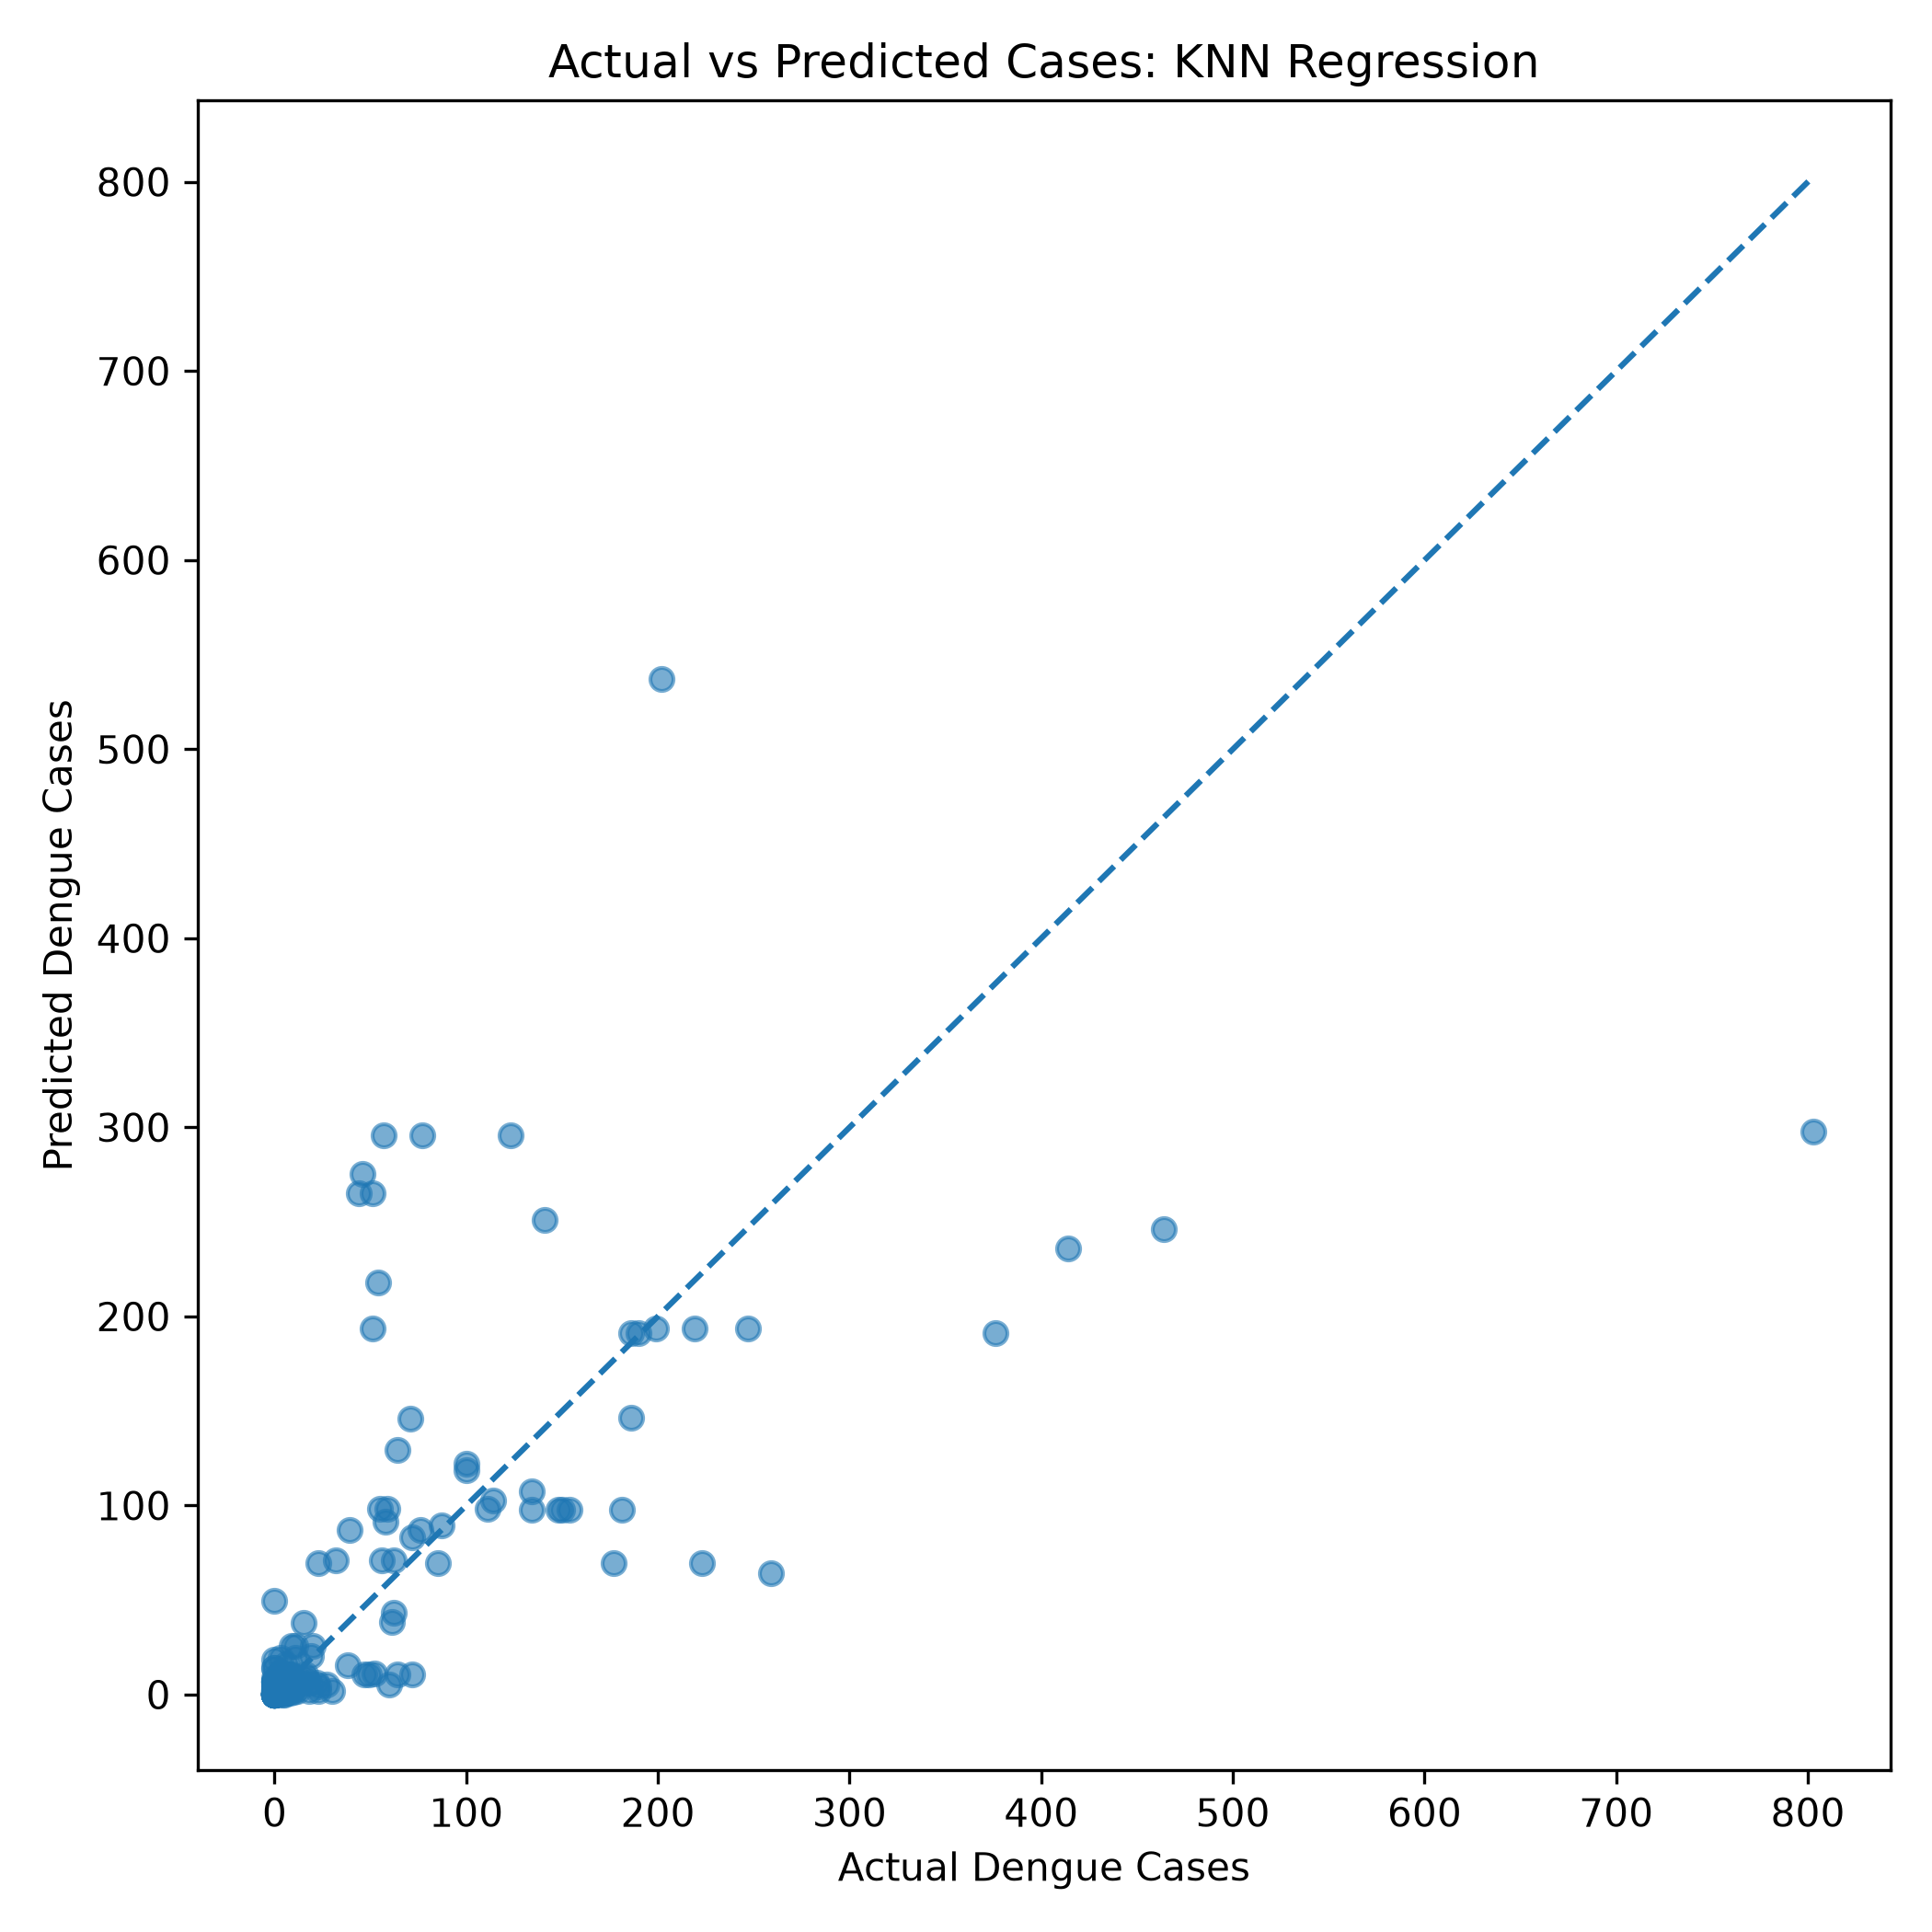 Actual vs Predicted Cases: KNN Regression
800
700
600
500
400
300
200
100
0
Predicted Dengue Cases
0 100 200 300 400 500 600 700 800
Actual Dengue Cases